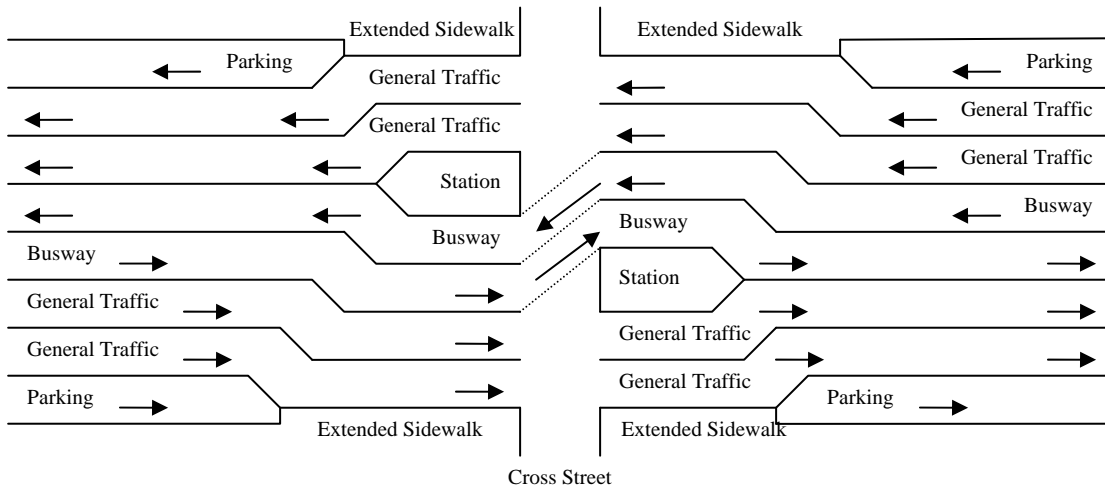 Extended Sidewalk
Extended Sidewalk
Parking
Parking
General Traffic
General Traffic
General Traffic
General Traffic
Station
Busway
Busway
Busway
Busway
Station
General Traffic
General Traffic
General Traffic
General Traffic
Parking
Parking
Extended Sidewalk
Extended Sidewalk
Cross Street